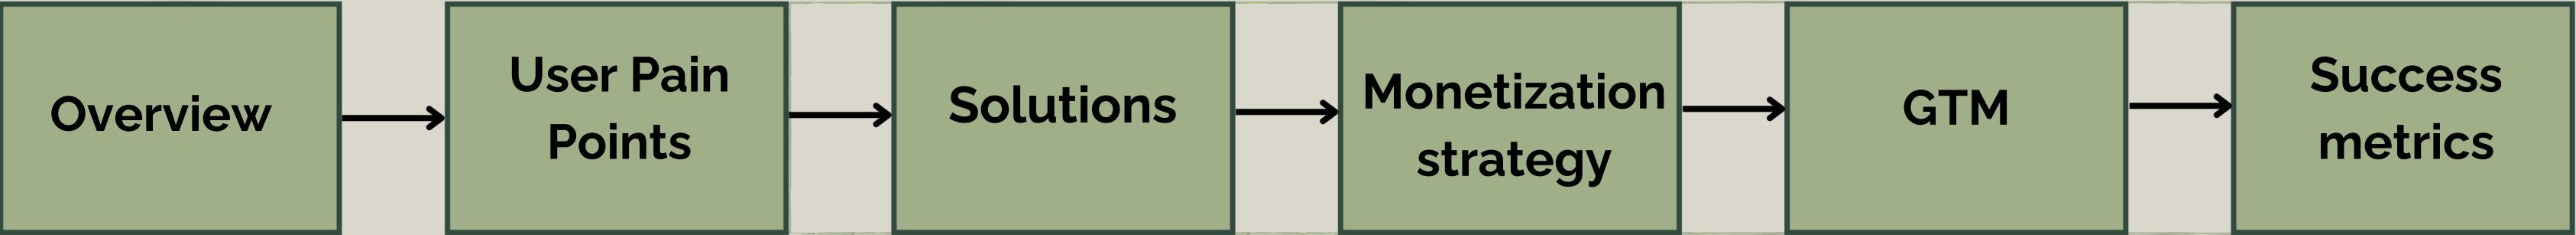 Overview
User Pain
Points
Solutions
Monetization
strategy
GTM
Success
metrics